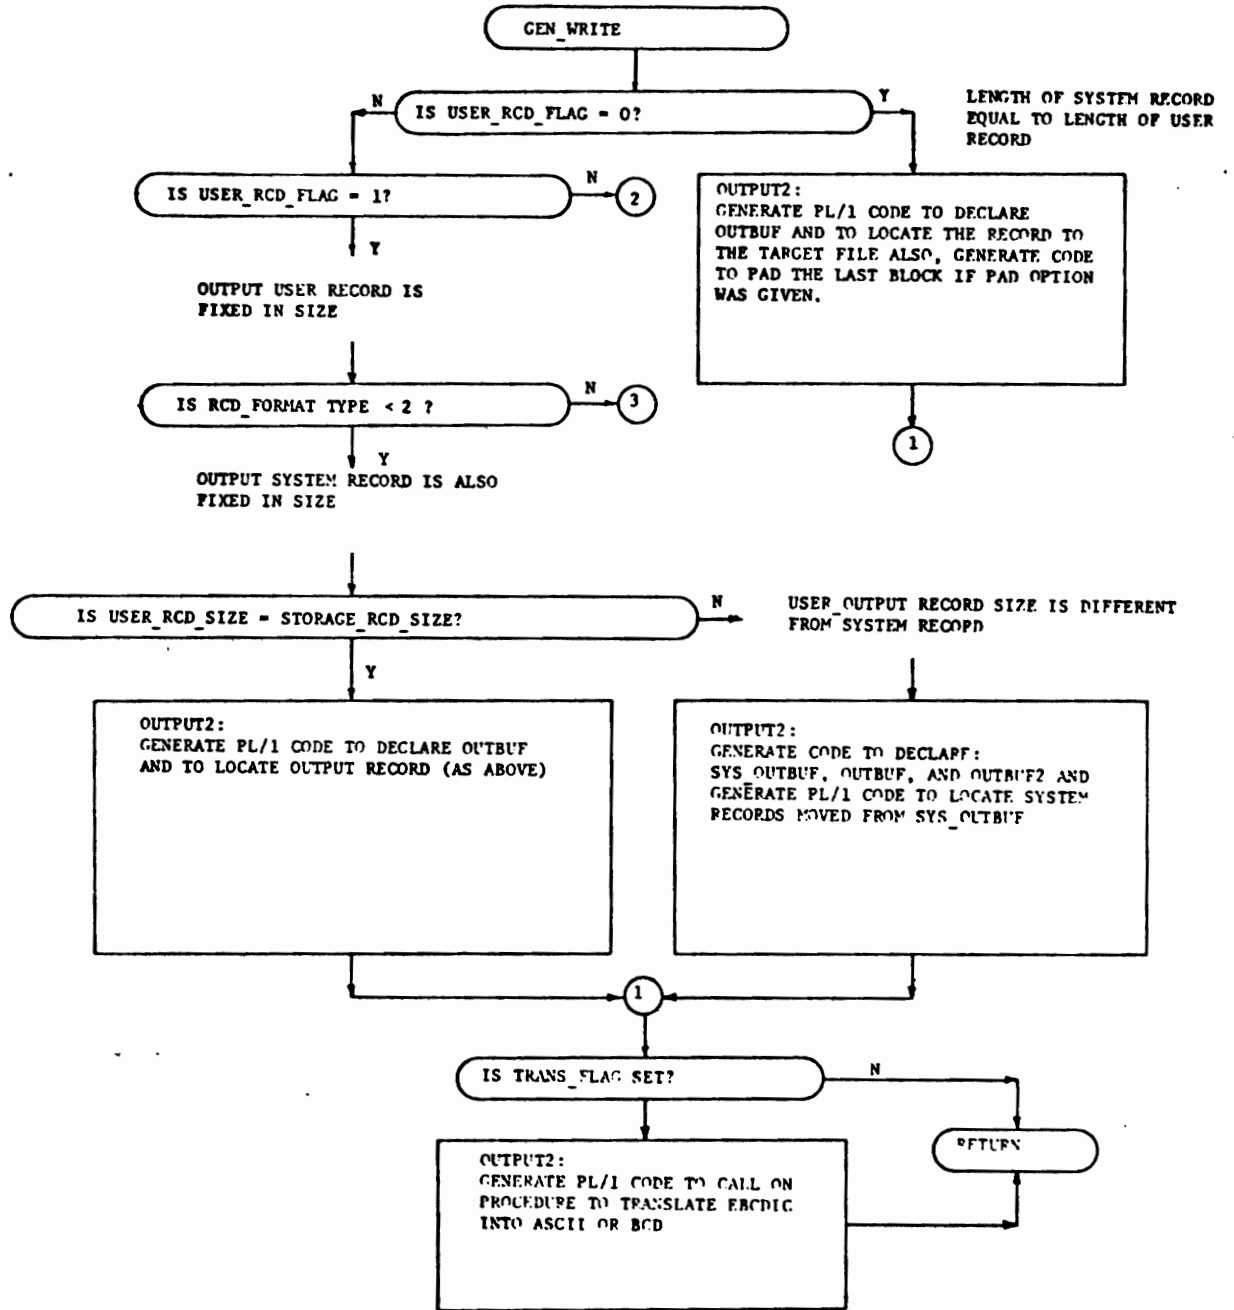 GEN_WRITE
N
IS USER_RCD_FLAG = 0?
Y
LENGTH OF SYSTEM RECORD
EQUAL TO LENGTH OF USER
RECORD
IS USER_RCD_FLAG = 1?
N
2
Y
OUTPUT2:
GENERATE PL/1 CODE TO DECLARE
OUTBUF AND TO LOCATE THE RECORD TO
THE TARGET FILE ALSO, GENERATE CODE
TO PAD THE LAST BLOCK IF PAD OPTION
WAS GIVEN.
OUTPUT USER RECORD IS
FIXED IN SIZE
IS RCD_FORMAT TYPE < 2 ?
N
3
1
Y
OUTPUT SYSTEM RECORD IS ALSO
FIXED IN SIZE
IS USER_RCD_SIZE = STORAGE_RCD_SIZE?
N
USER_OUTPUT RECORD SIZE IS DIFFERENT
FROM SYSTEM RECORD
Y
OUTPUT2:
GENERATE PL/1 CODE TO DECLARE OUTBUF
AND TO LOCATE OUTPUT RECORD (AS ABOVE)
OUTPUT2:
GENERATE CODE TO DECLARE:
SYS_OUTBUF, OUTBUF, AND OUTBUF2 AND
GENERATE PL/1 CODE TO LOCATE SYSTEM
RECORDS MOVED FROM SYS_OUTBUF
1
IS TRANS_FLAG SET?
N
RETURN
OUTPUT2:
GENERATE PL/1 CODE TO CALL ON
PROCEDURE TO TRANSLATE EBCDIC
INTO ASCII OR BCD